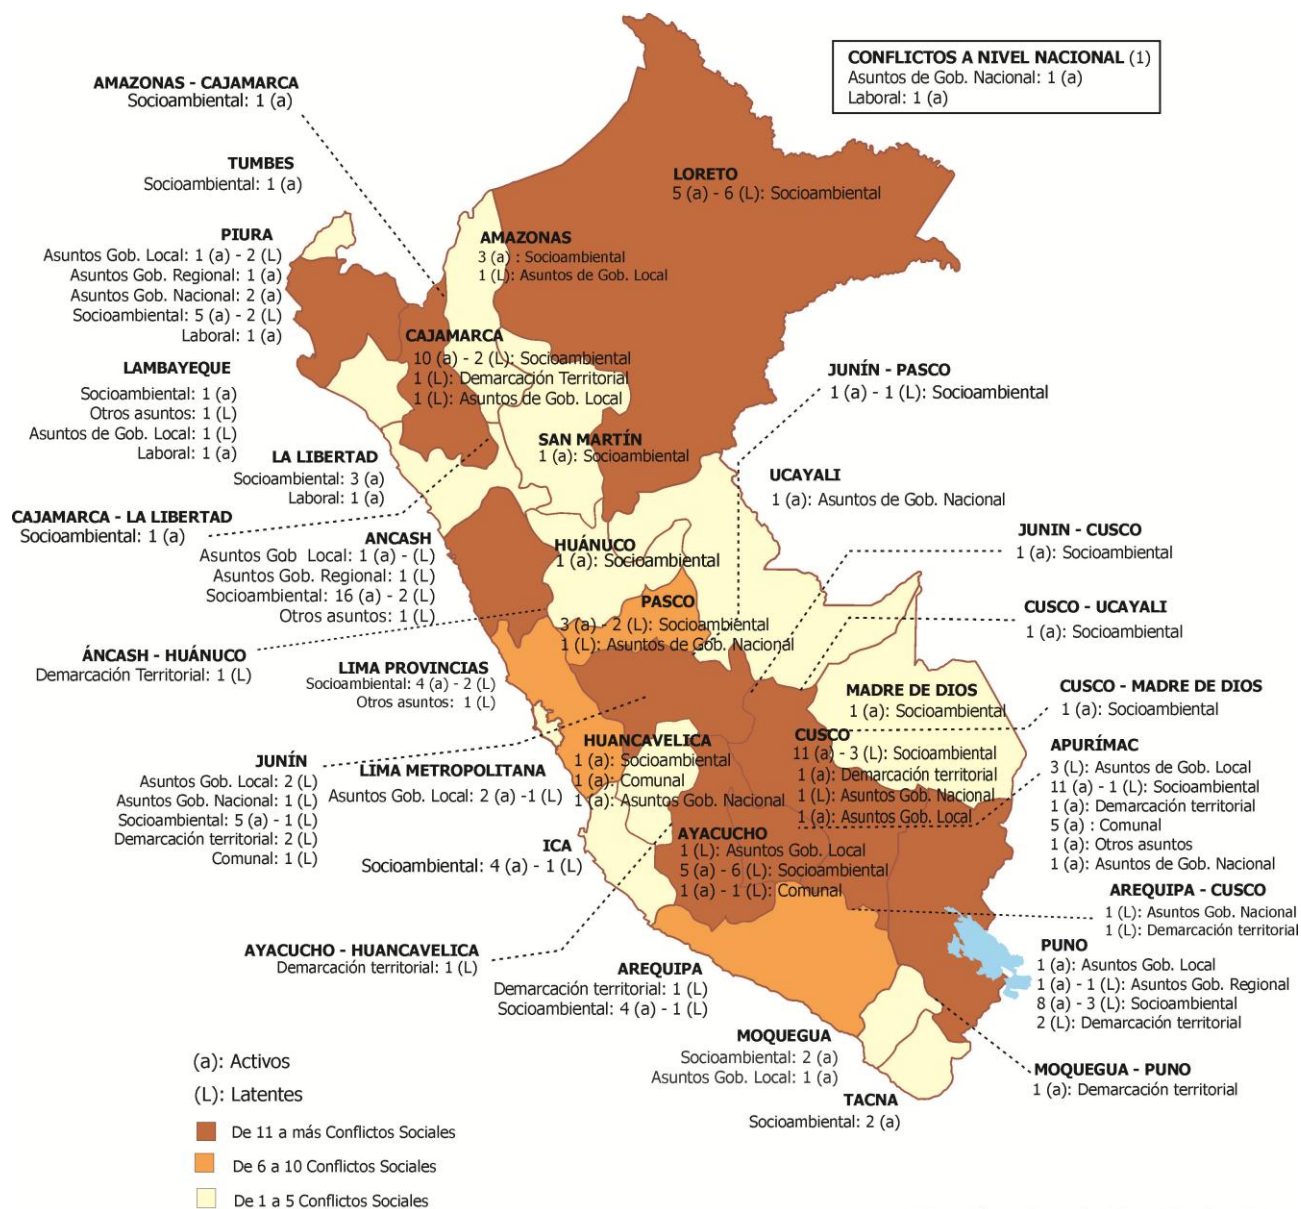 CONFLICTOS A NIVEL NACIONAL (1)
Asuntos de Gob. Nacional: 1 (a)
Laboral: 1 (a)
AMAZONAS - CAJAMARCA
Socioambiental: 1 (a)
TUMBES
Socioambiental: 1 (a)
LORETO
5 (a) - 6 (L): Socioambiental
PIURA
Asuntos Gob. Local: 1 (a) - 2 (L)
Asuntos Gob. Regional: 1 (a)
Asuntos Gob. Nacional: 2 (a)
Socioambiental: 5 (a) - 2 (L)
Laboral: 1 (a)
AMAZONAS
3 (a) : Socioambiental
1 (L): Asuntos de Gob. Local
CAJAMARCA
10 (a) - 2 (L): Socioambiental
1 (L): Demarcación Territorial
1 (L): Asuntos de Gob. Local
LAMBAYEQUE
Socioambiental: 1 (a)
Otros asuntos: 1 (L)
Asuntos de Gob. Local: 1 (L)
Laboral: 1 (a)
JUNÍN - PASCO
1 (a) - 1 (L): Socioambiental
SAN MARTÍN
1 (a): Socioambiental
LA LIBERTAD
Socioambiental: 3 (a)
Laboral: 1 (a)
UCAYALI
1 (a): Asuntos de Gob. Nacional
CAJAMARCA - LA LIBERTAD
Socioambiental: 1 (a)
JUNIN - CUSCO
1 (a): Socioambiental
ANCASH
Asuntos Gob  Local: 1 (a) - (L)
Asuntos Gob. Regional: 1 (L)
Socioambiental: 16 (a) - 2 (L)
Otros asuntos: 1 (L)
HUÁNUCO
1 (a): Socioambiental
PASCO
3 (a) - 2 (L): Socioambiental
1 (L): Asuntos de Gob. Nacional
CUSCO - UCAYALI
1 (a): Socioambiental
ÁNCASH - HUÁNUCO
Demarcación Territorial: 1 (L)
LIMA PROVINCIAS
Socioambiental: 4 (a) - 2 (L)
Otros asuntos: 1 (L)
MADRE DE DIOS
1 (a): Socioambiental
CUSCO - MADRE DE DIOS
1 (a): Socioambiental
JUNÍN
Asuntos Gob. Local: 2 (L)
Asuntos Gob. Nacional: 1 (L)
Socioambiental: 5 (a) - 1 (L)
Demarcación territorial: 2 (L)
Comunal: 1 (L)
LIMA METROPOLITANA
Asuntos Gob. Local: 2 (a) -1 (L)
HUANCAVELICA
1 (a): Socioambiental
1 (a): Comunal
1 (a): Asuntos Gob. Nacional
CUSCO
11 (a) - 3 (L): Socioambiental
1 (a): Demarcación territorial
1 (L): Asuntos Gob. Nacional
1 (a): Asuntos Gob. Local
APURÍMAC
3 (L): Asuntos de Gob. Local
11 (a) - 1 (L): Socioambiental
1 (a): Demarcación territorial
5 (a) : Comunal
1 (a): Otros asuntos
1 (a): Asuntos de Gob. Nacional
ICA
Socioambiental: 4 (a) - 1 (L)
AYACUCHO
1 (L): Asuntos Gob. Local
5 (a) - 6 (L): Socioambiental
1 (a) - 1 (L): Comunal
AREQUIPA - CUSCO
1 (L): Asuntos Gob. Nacional
1 (L): Demarcación territorial
AYACUCHO - HUANCAVELICA
Demarcación territorial: 1 (L)
AREQUIPA
Demarcación territorial: 1 (L)
Socioambiental: 4 (a) - 1 (L)
PUNO
1 (a): Asuntos Gob. Local
1 (a) - 1 (L): Asuntos Gob. Regional
8 (a) - 3 (L): Socioambiental
2 (L): Demarcación territorial
MOQUEGUA
Socioambiental: 2 (a)
Asuntos Gob. Local: 1 (a)
MOQUEGUA - PUNO
1 (a): Demarcación territorial
TACNA
Socioambiental: 2 (a)
(a): Activos
(L): Latentes
De 11 a más Conflictos Sociales
De 6 a 10 Conflictos Sociales
De 1 a 5 Conflictos Sociales